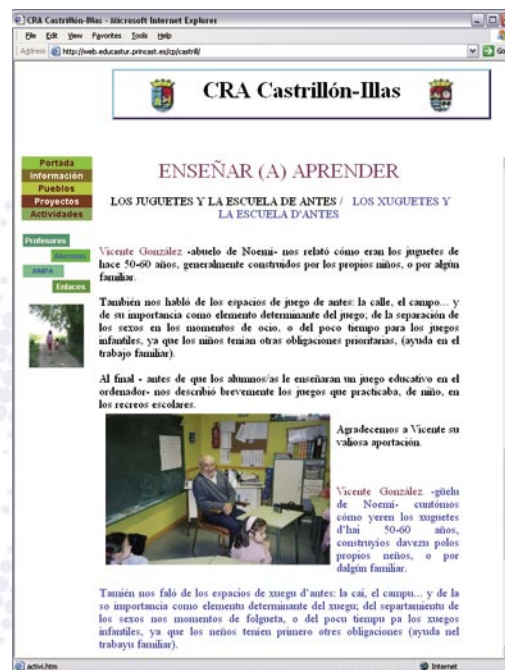 CRA Castrillón-Illas - Microsoft Internet Explorer
File Edit View Favorites Tools Help
Address http://web.educastur.princast.es/cp/castrill/ Go
CRA Castrillón-Illas
Portada
Información
Pueblos
Proyectos
Actividades
Profesores
Alumnos
AMPA
Enlaces
ENSEÑAR (A) APRENDER
LOS JUGUETES Y LA ESCUELA DE ANTES / LOS XUGUETES Y
LA ESCUELA D'ANTES
Vicente González -abuelo de Noemi- nos relató cómo eran los juguetes de
hace 50-60 años, generalmente construidos por los propios niños, o por algún
familiar.
También nos habló de los espacios de juego de antes: la calle, el campo... y
de su importancia como elemento determinante del juego; de la separación de
los sexos en los momentos de ocio, o del poco tiempo para los juegos
infantiles, ya que los niños tenían otras obligaciones prioritarias, (ayuda en el
trabajo familiar).
Al final - antes de que los alumnos/as le enseñaran un juego educativo en el
ordenador- nos describió brevemente los juegos que practicaba, de niño, en
los recreos escolares.
Agradecemos a Vicente su
valiosa aportación.
Vicente González -güelu
de Noemi- cuntómos
cómo yeren los xuguetes
d'hai 50-60 años,
construyíos davezu polos
propios neños, o por
dalgún familiar.
Tamién nos faló de los espacios de xuegu d'antes: la cai, el campu... y de la
so importancia como elementu determinante del xuegu; del separtamientu de
los sexos nos momentos de folgueta, o del pocu tiempu pa los xuegos
infantiles, ya que los neños tenien primero otres obligaciones (ayuda nel
trabayu familiar).
activi.htm Internet